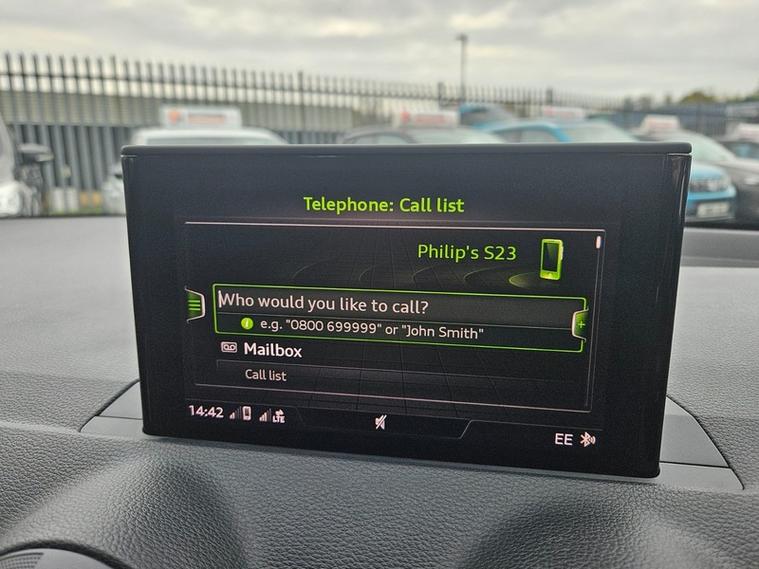 Telephone: Call list
Philip's S23
Who would you like to call?
e.g. "0800 699999" or "John Smith"
Mailbox
Call list
14:42 LTE
EE